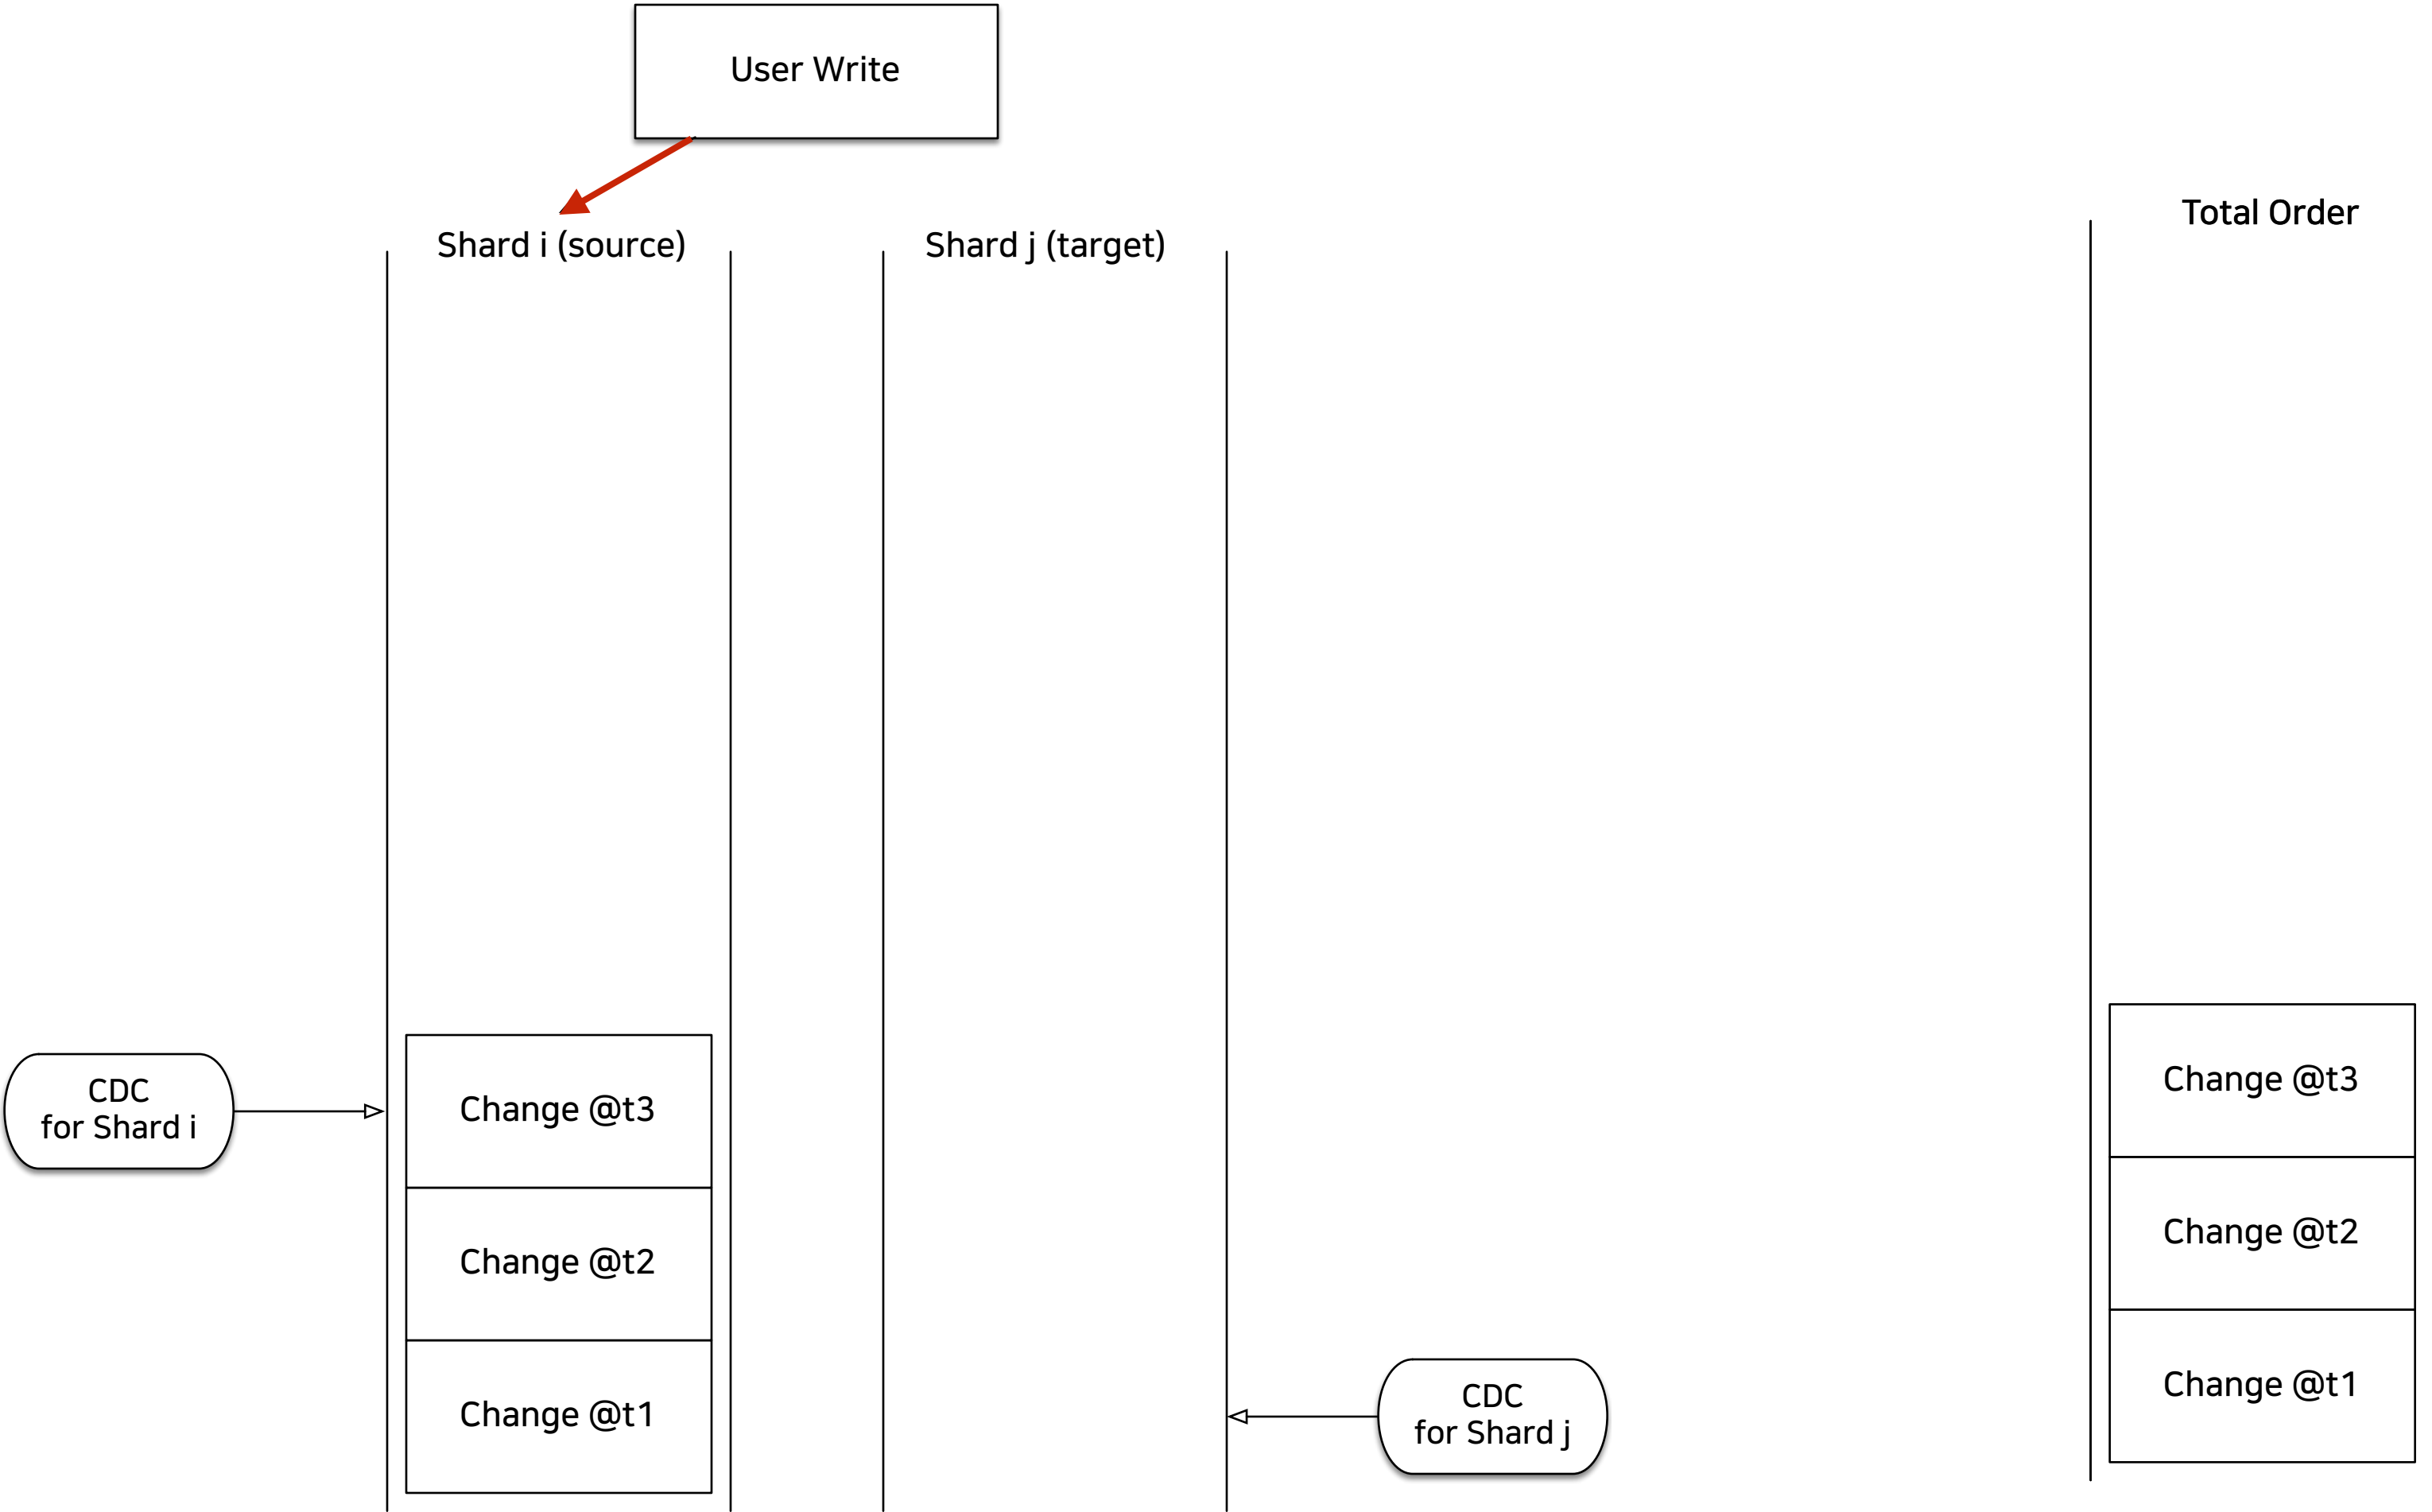 User Write
Shard i (source)
Shard j (target)
Total Order
CDC
for Shard i
Change @t3
Change @t2
Change @t1
CDC
for Shard j
Change @t3
Change @t2
Change @t1